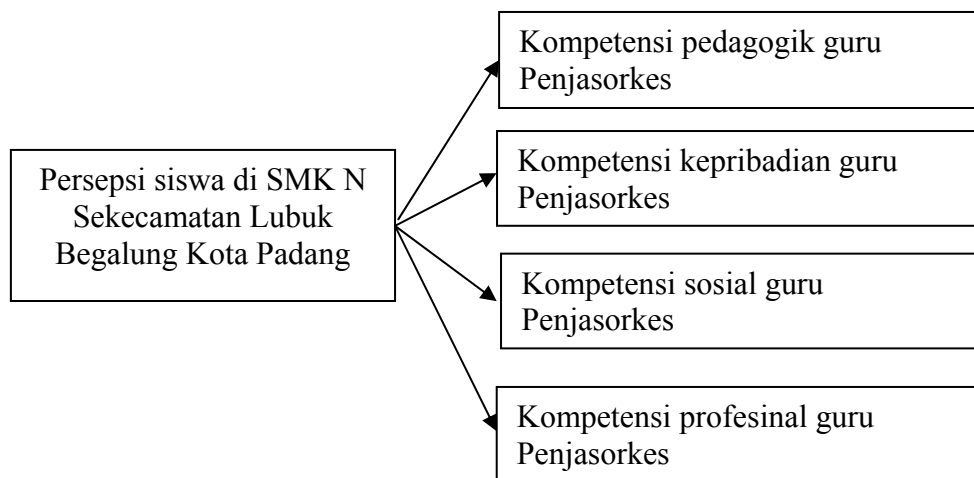 Kompetensi pedagogik guru
Penjasorkes
Kompetensi kepribadian guru
Penjasorkes
Persepsi siswa di SMK N
Sekecamatan Lubuk
Begalung Kota Padang
Kompetensi sosial guru
Penjasorkes
Kompetensi profesinal guru
Penjasorkes